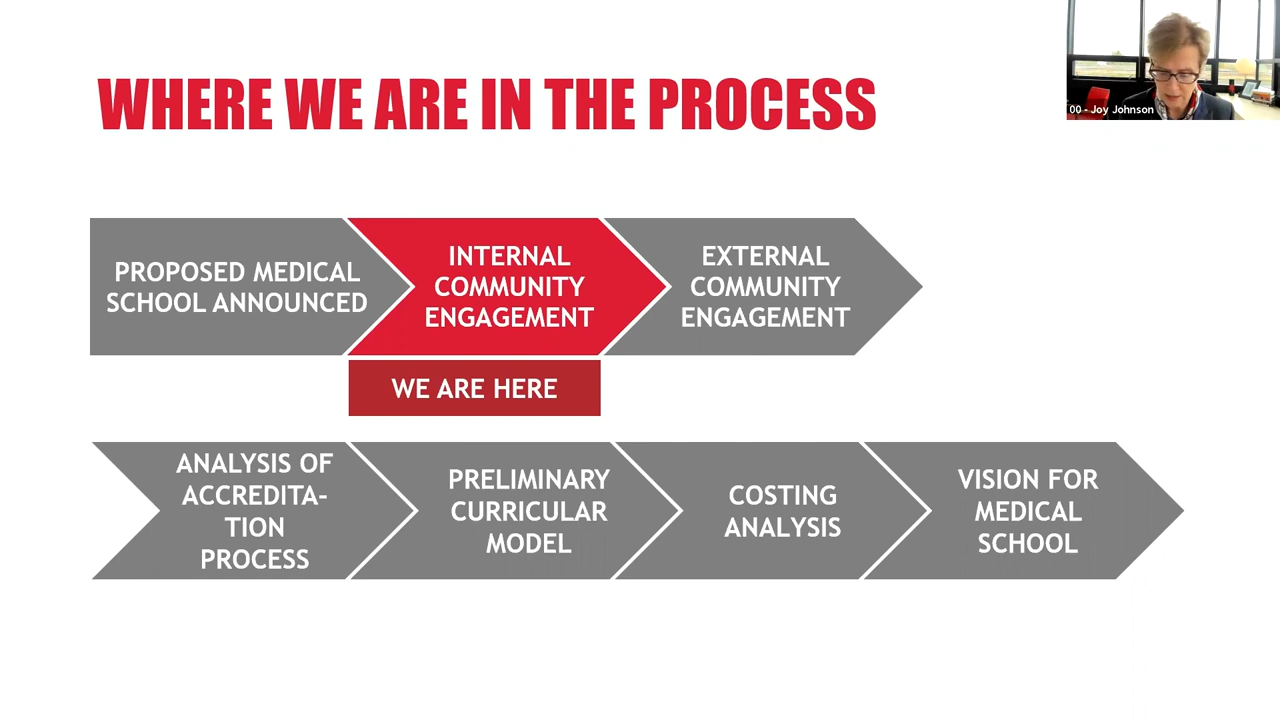 00 - Joy Johnson
WHERE WE ARE IN THE PROCESS
PROPOSED MEDICAL
SCHOOL ANNOUNCED
INTERNAL
COMMUNITY
ENGAGEMENT
EXTERNAL
COMMUNITY
ENGAGEMENT
WE ARE HERE
ANALYSIS OF
ACCREDITA-
TION
PROCESS
PRELIMINARY
CURRICULAR
MODEL
COSTING
ANALYSIS
VISION FOR
MEDICAL
SCHOOL